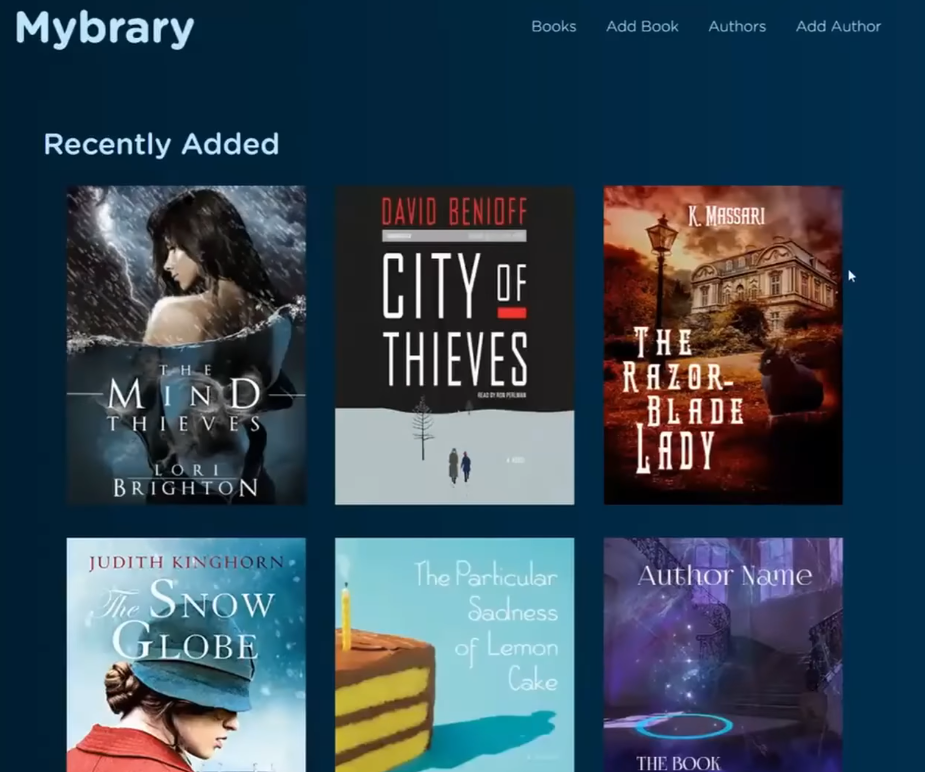 Mybrary
Books Add Book Authors Add Author
Recently Added
THE
MIND
THIEVES
LORI
BRIGHTON
DAVID BENIOFF
CITY OF
THIEVES
READ BY RON PERLMAN
A NOVEL
K. MASSARI
THE
RAZOR-
BLADE
LADY
JUDITH KINGHORN
The SNOW
GLOBE
The Particular
Sadness
of Lemon
Cake
Author Name
THE BOOK